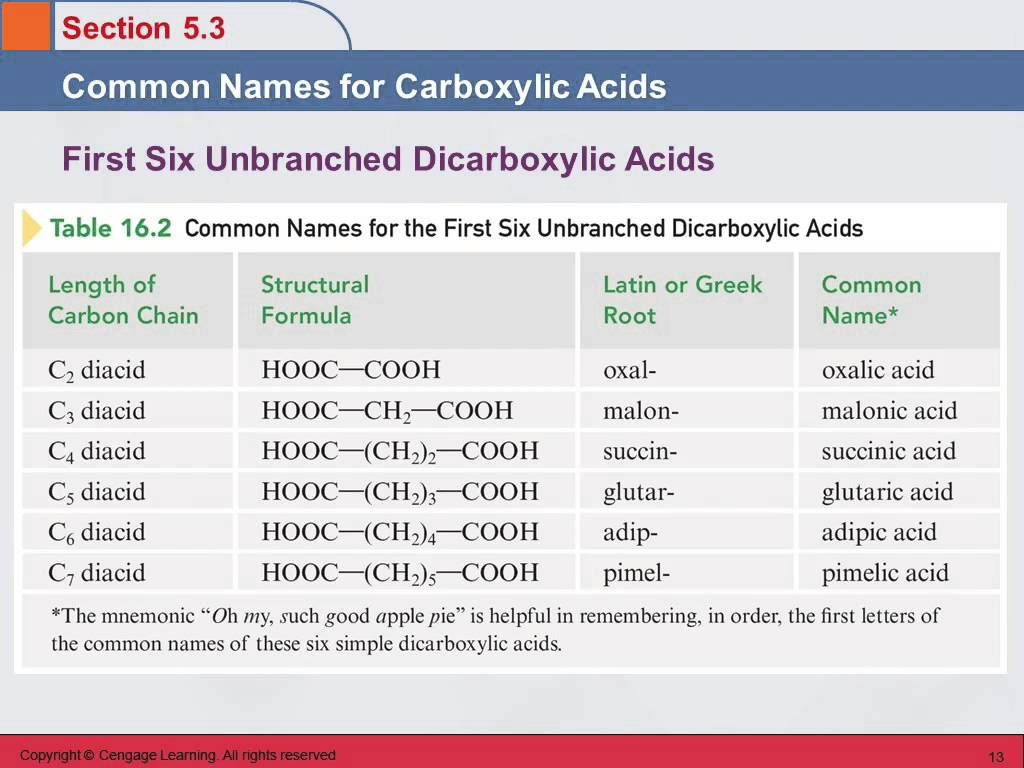 Section 5.3
Common Names for Carboxylic Acids
First Six Unbranched Dicarboxylic Acids
Table 16.2 Common Names for the First Six Unbranched Dicarboxylic Acids
Length of Carbon Chain Structural Formula Latin or Greek Root Common Name*
C₂ diacid HOOC—COOH oxal- oxalic acid
C₃ diacid HOOC—CH₂—COOH malon- malonic acid
C₄ diacid HOOC—(CH₂)₂—COOH succin- succinic acid
C₅ diacid HOOC—(CH₂)₃—COOH glutar- glutaric acid
C₆ diacid HOOC—(CH₂)₄—COOH adip- adipic acid
C₇ diacid HOOC—(CH₂)₅—COOH pimel- pimelic acid
*The mnemonic “Oh my, such good apple pie” is helpful in remembering, in order, the first letters of
the common names of these six simple dicarboxylic acids.
Copyright © Cengage Learning. All rights reserved 13